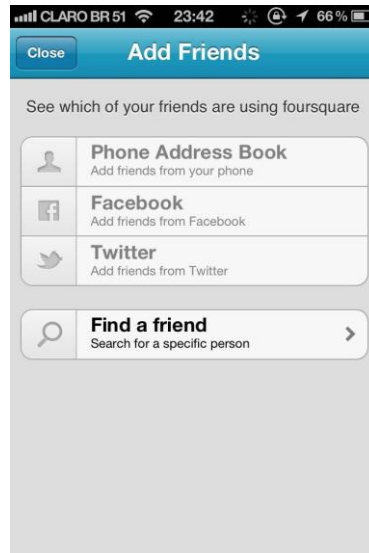 CLARO BR 51 23:42 66%
Close Add Friends
See which of your friends are using foursquare
Phone Address Book
Add friends from your phone
Facebook
Add friends from Facebook
Twitter
Add friends from Twitter
Find a friend
Search for a specific person